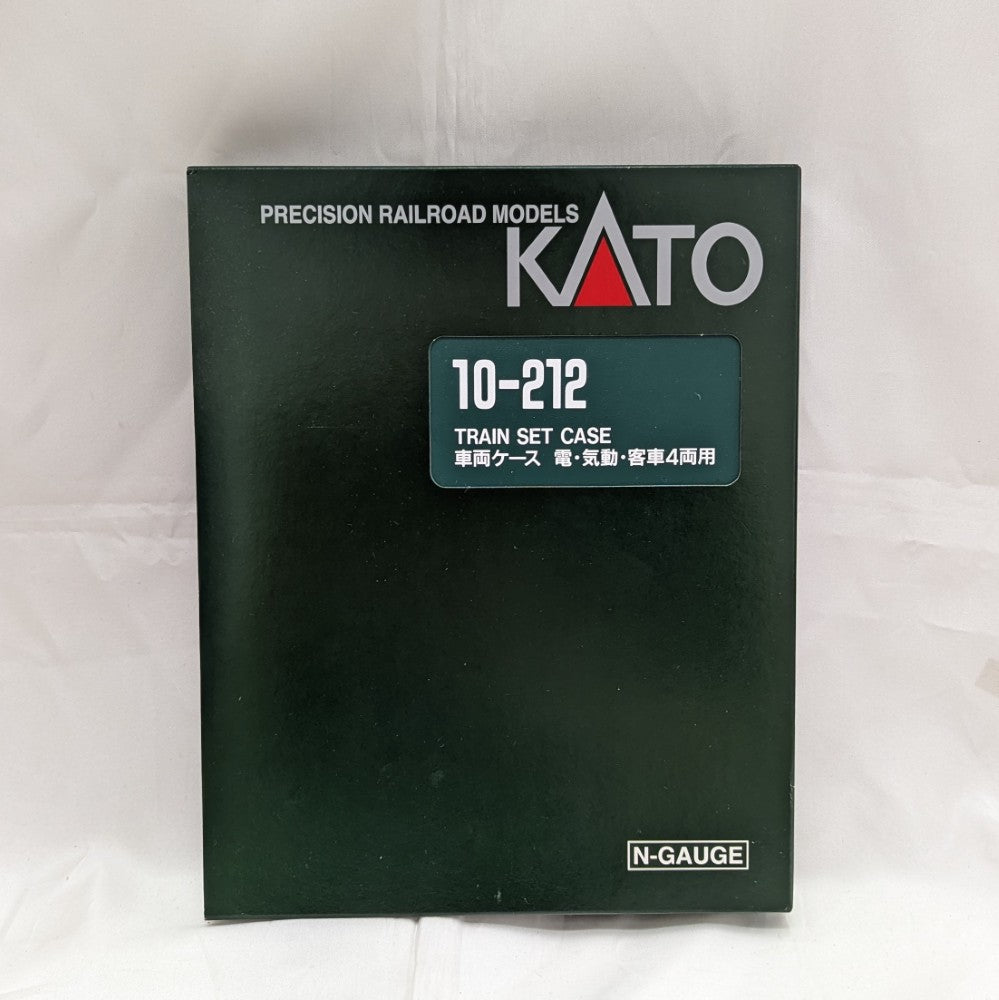 PRECISION RAILROAD MODELS
KATO
10-212
TRAIN SET CASE
車両ケース 電・気動・客車4両用
N-GAUGE